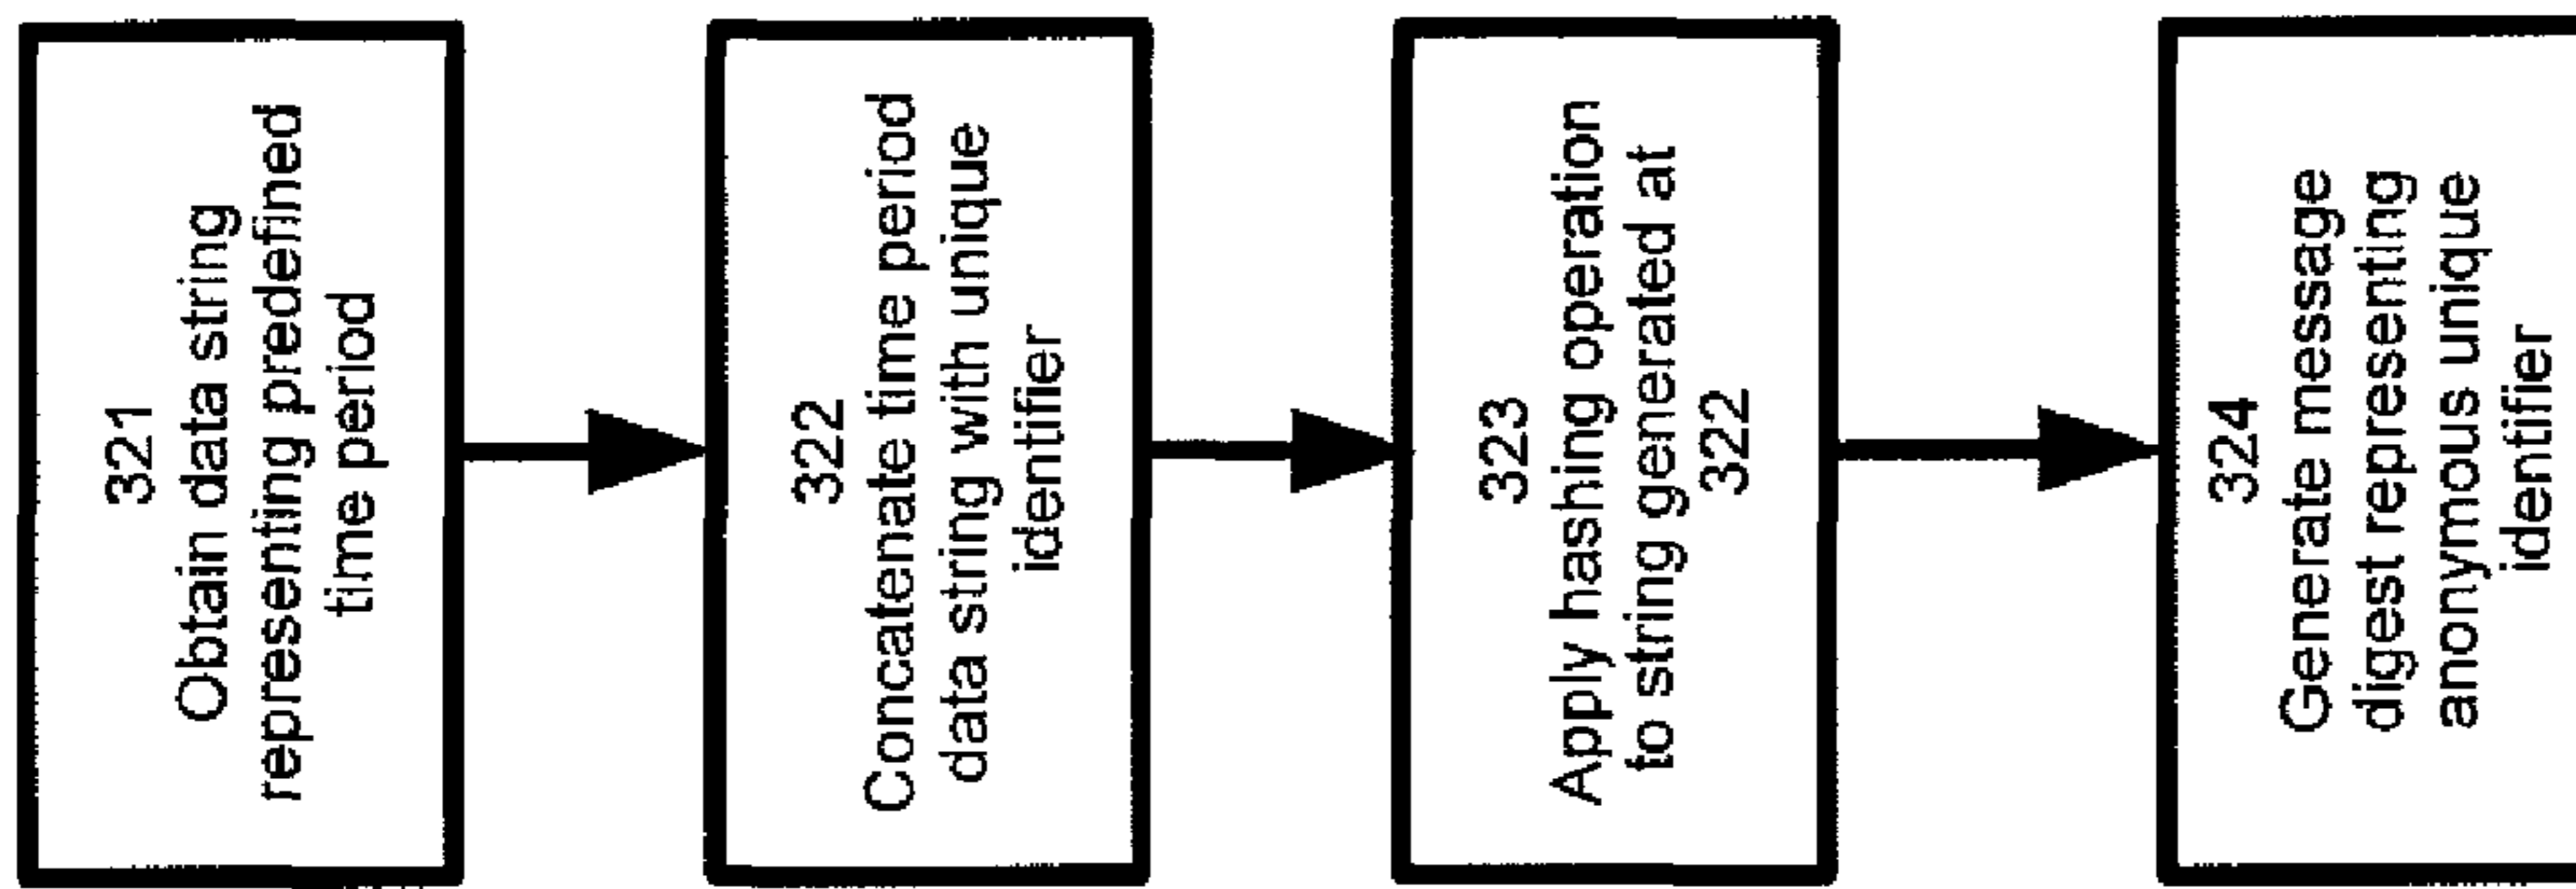 321
Obtain data string
representing predefined
time period
322
Concatenate time period
data string with unique
identifier
323
Apply hashing operation
to string generated at
322
324
Generate message
digest representing
anonymous unique
identifier